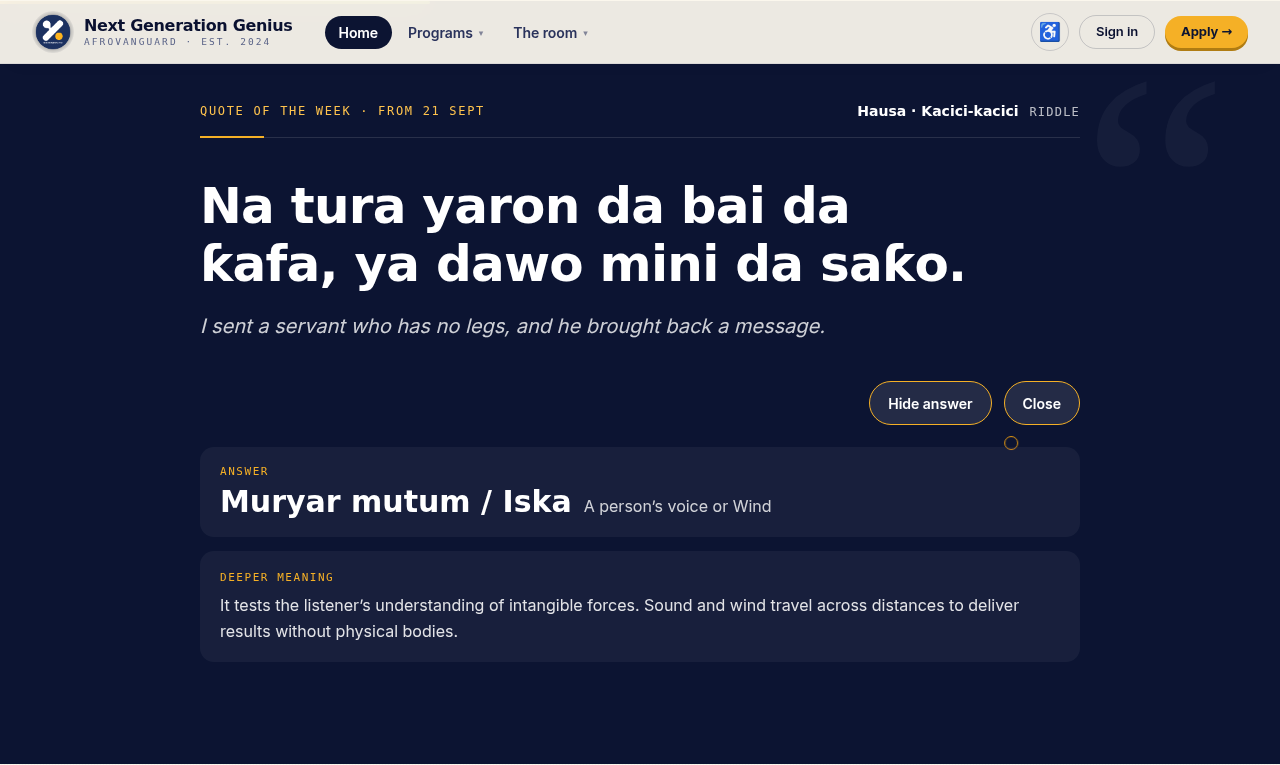 Next Generation Genius
AFROVANGUARD · EST. 2024
Home
Programs ▾
The room ▾
Sign in
Apply →
QUOTE OF THE WEEK · FROM 21 SEPT
Hausa · Kacici-kacici RIDDLE
Na tura yaron da bai da
ƙafa, ya dawo mini da saƙo.
I sent a servant who has no legs, and he brought back a message.
Hide answer
Close
ANSWER
Muryar mutum / Iska A person’s voice or Wind
DEEPER MEANING
It tests the listener’s understanding of intangible forces. Sound and wind travel across distances to deliver
results without physical bodies.